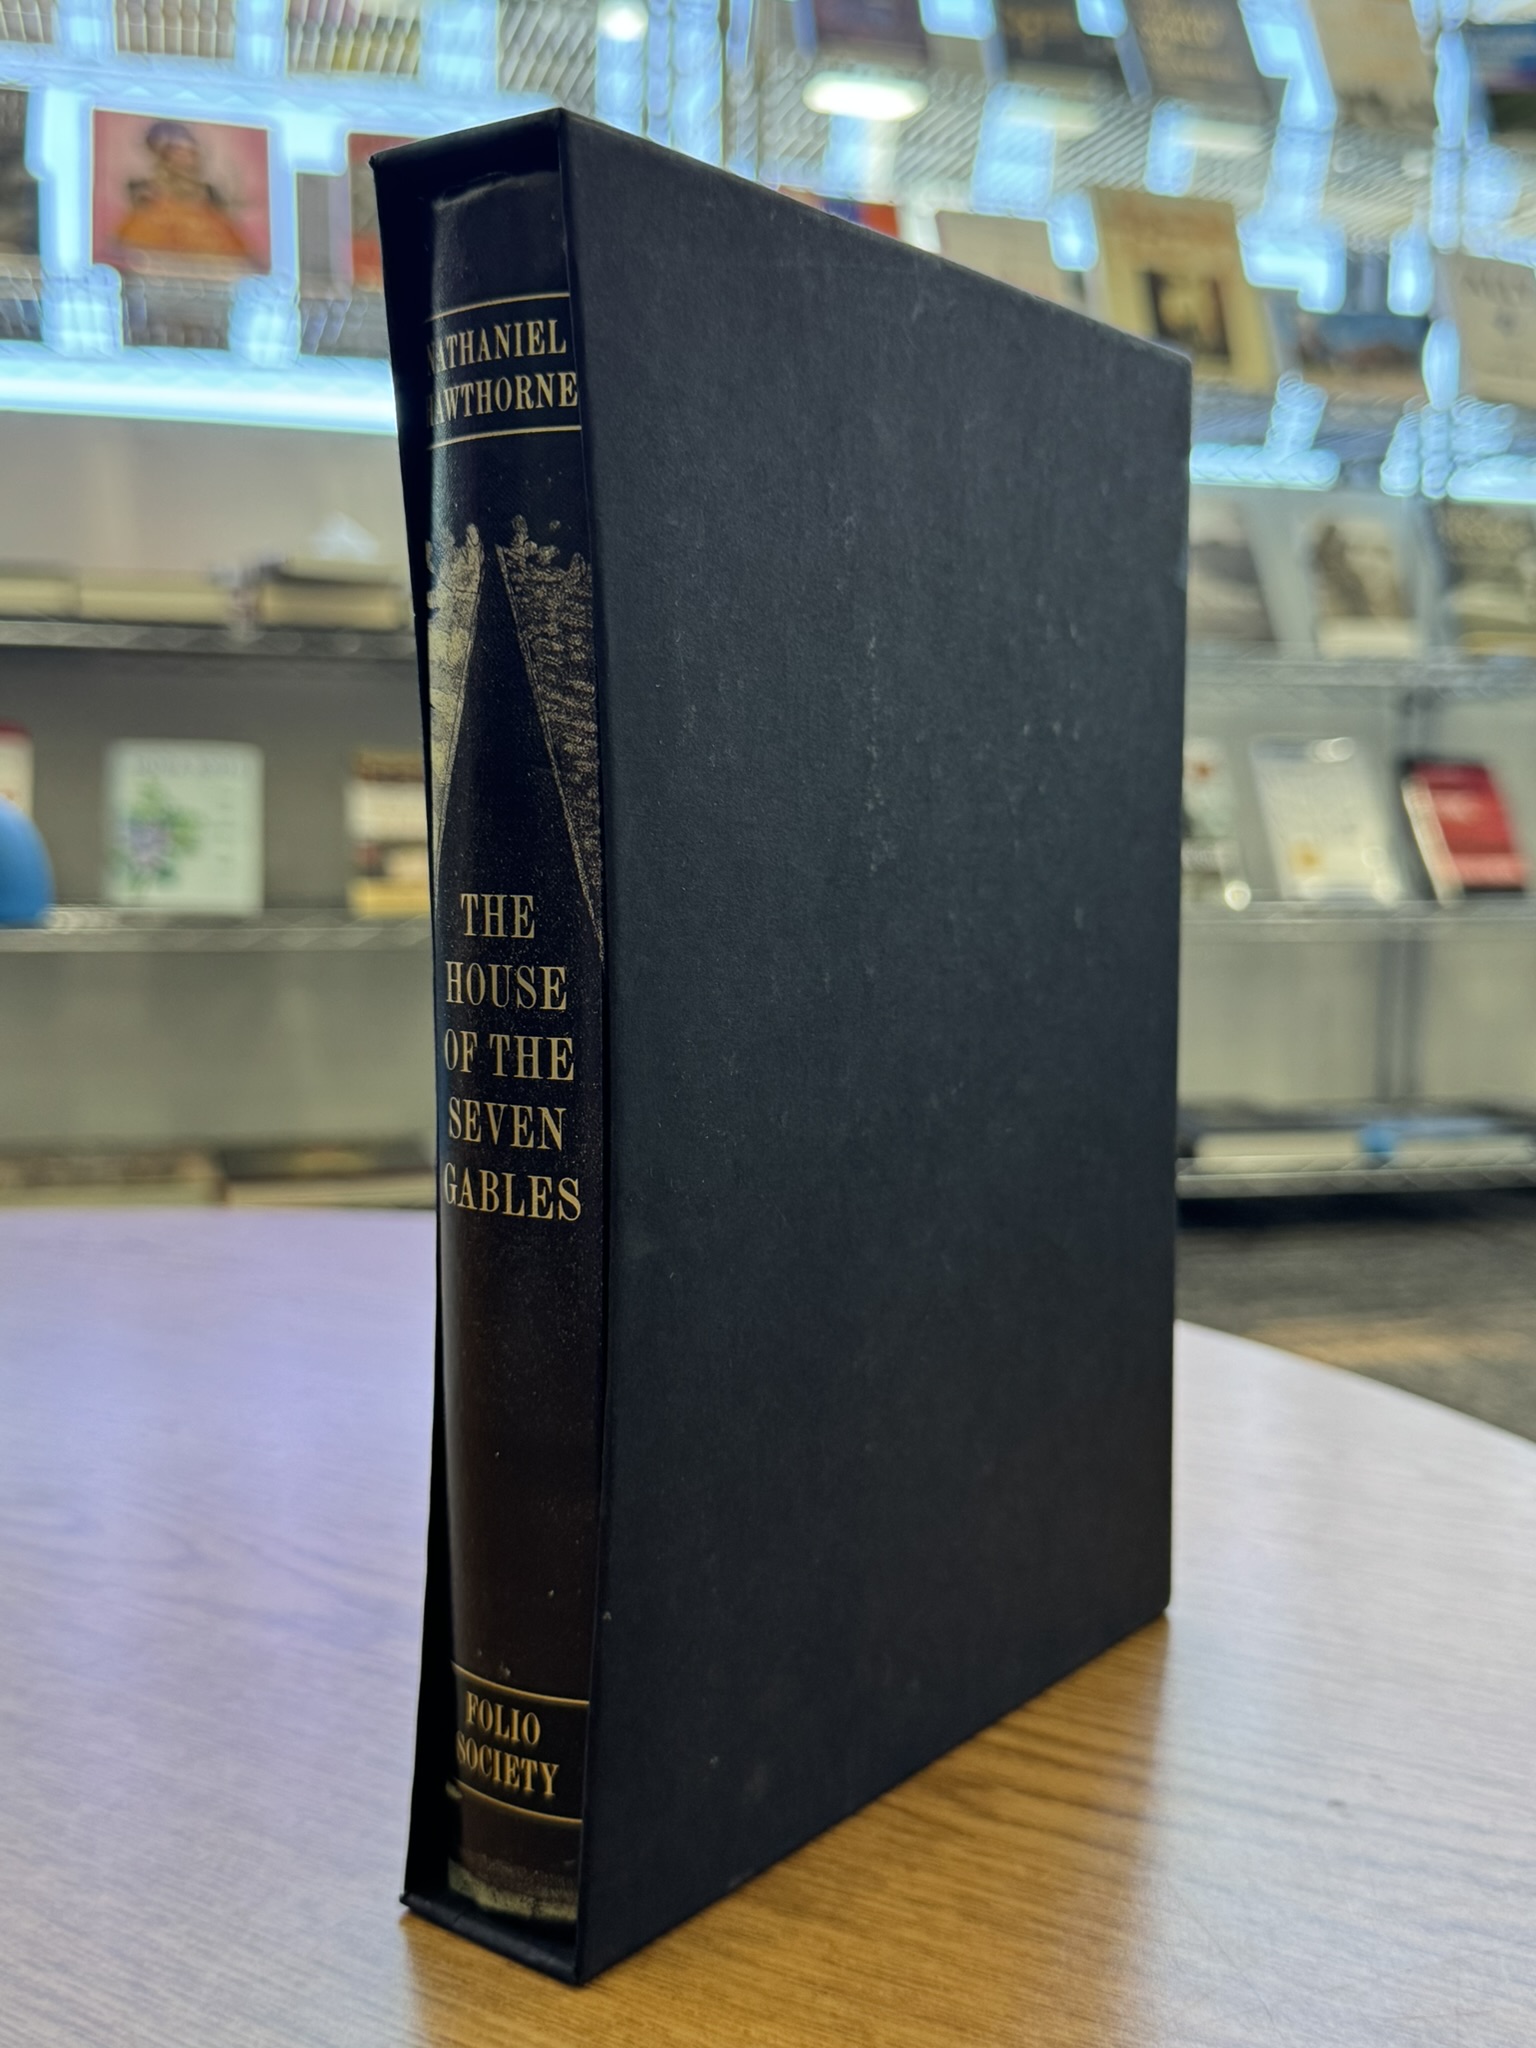 NATHANIEL
HAWTHORNE
THE
HOUSE
OF THE
SEVEN
GABLES
FOLIO
SOCIETY